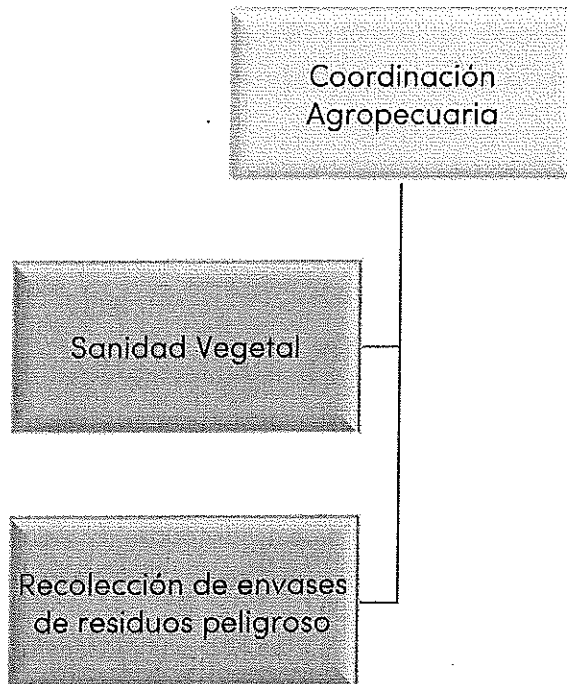 Coordinación
Agropecuaria
Sanidad Vegetal
Recolección de envases
de residuos peligroso